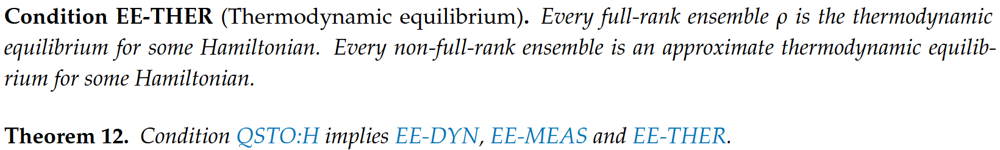 Condition EE-THER (Thermodynamic equilibrium). Every full-rank ensemble ρ is the thermodynamic
equilibrium for some Hamiltonian. Every non-full-rank ensemble is an approximate thermodynamic equilib-
rium for some Hamiltonian.
Theorem 12. Condition QSTO:H implies EE-DYN, EE-MEAS and EE-THER.